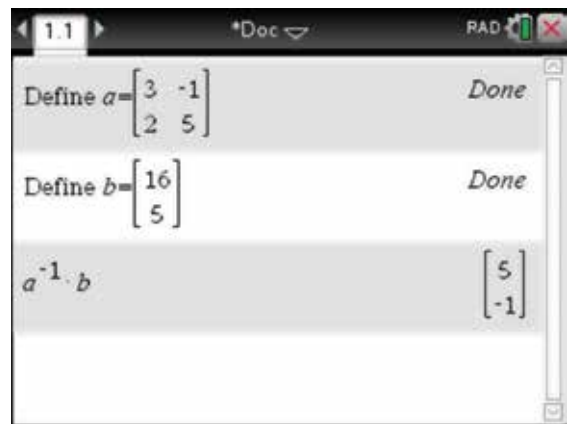 1.1 *Doc RAD
Define a=[3 -1
2 5] Done
Define b=[16
5] Done
a^-1·b [5
-1]